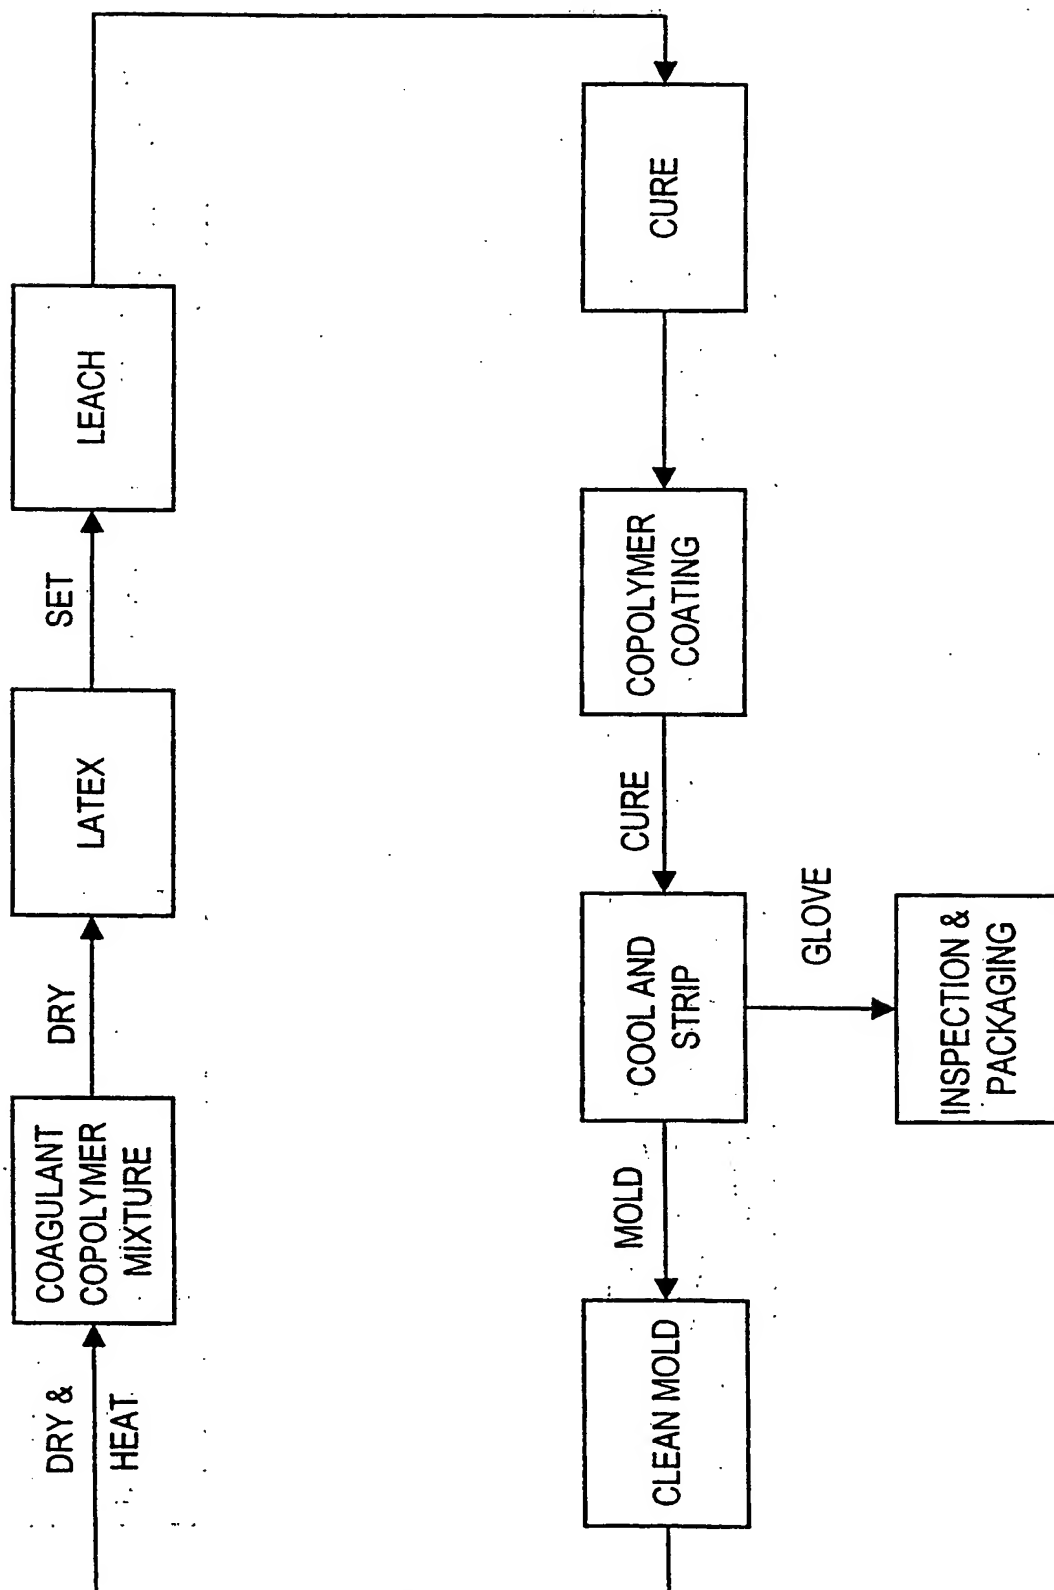 DRY &
HEAT
COAGULANT
COPOLYMER
MIXTURE
DRY
LATEX
SET
LEACH
CLEAN MOLD
MOLD
COOL AND
STRIP
CURE
COPOLYMER
COATING
CURE
GLOVE
INSPECTION &
PACKAGING